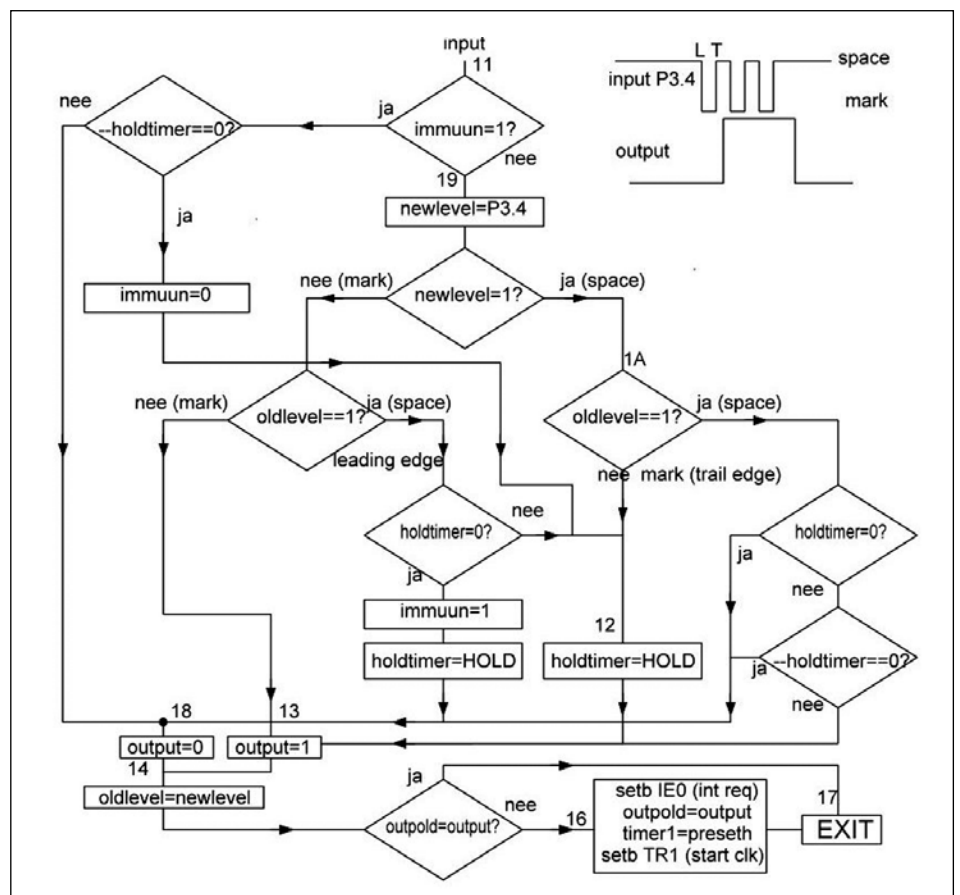 input
11
L T
space
input P3.4
mark
output
nee
--holdtimer==0?
ja
immuun=1?
nee
19
newlevel=P3.4
ja
immuun=0
nee (mark)
newlevel=1?
ja (space)
1A
nee (mark)
oldlevel==1?
ja (space)
leading edge
oldlevel==1?
ja (space)
nee mark (trail edge)
holdtimer=0?
nee
ja
immuun=1
holdtimer=HOLD
12
holdtimer=HOLD
holdtimer=0?
ja
nee
--holdtimer==0?
ja
nee
18
13
output=0
output=1
14
oldlevel=newlevel
ja
outpold=output?
nee
16
setb IE0 (int req)
outpold=output
timer1=preseth
setb TR1 (start clk)
17
EXIT